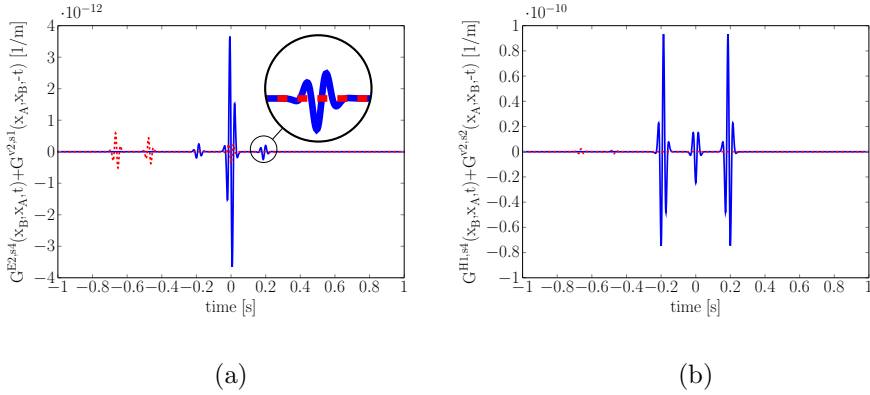 ·10⁻¹²
4
3
2
1
0
−1
−2
−3
−4
−1 −0.8 −0.6 −0.4 −0.2 0 0.2 0.4 0.6 0.8 1
time [s]
G^{E2,s4}(x_B,x_A,t)+G^{v2,s1}(x_A,x_B,-t) [1/m]
(a)
·10⁻¹⁰
1
0.8
0.6
0.4
0.2
0
−0.2
−0.4
−0.6
−0.8
−1
−1 −0.8 −0.6 −0.4 −0.2 0 0.2 0.4 0.6 0.8 1
time [s]
G^{H1,s4}(x_B,x_A,t)+G^{v2,s2}(x_A,x_B,-t) [1/m]
(b)